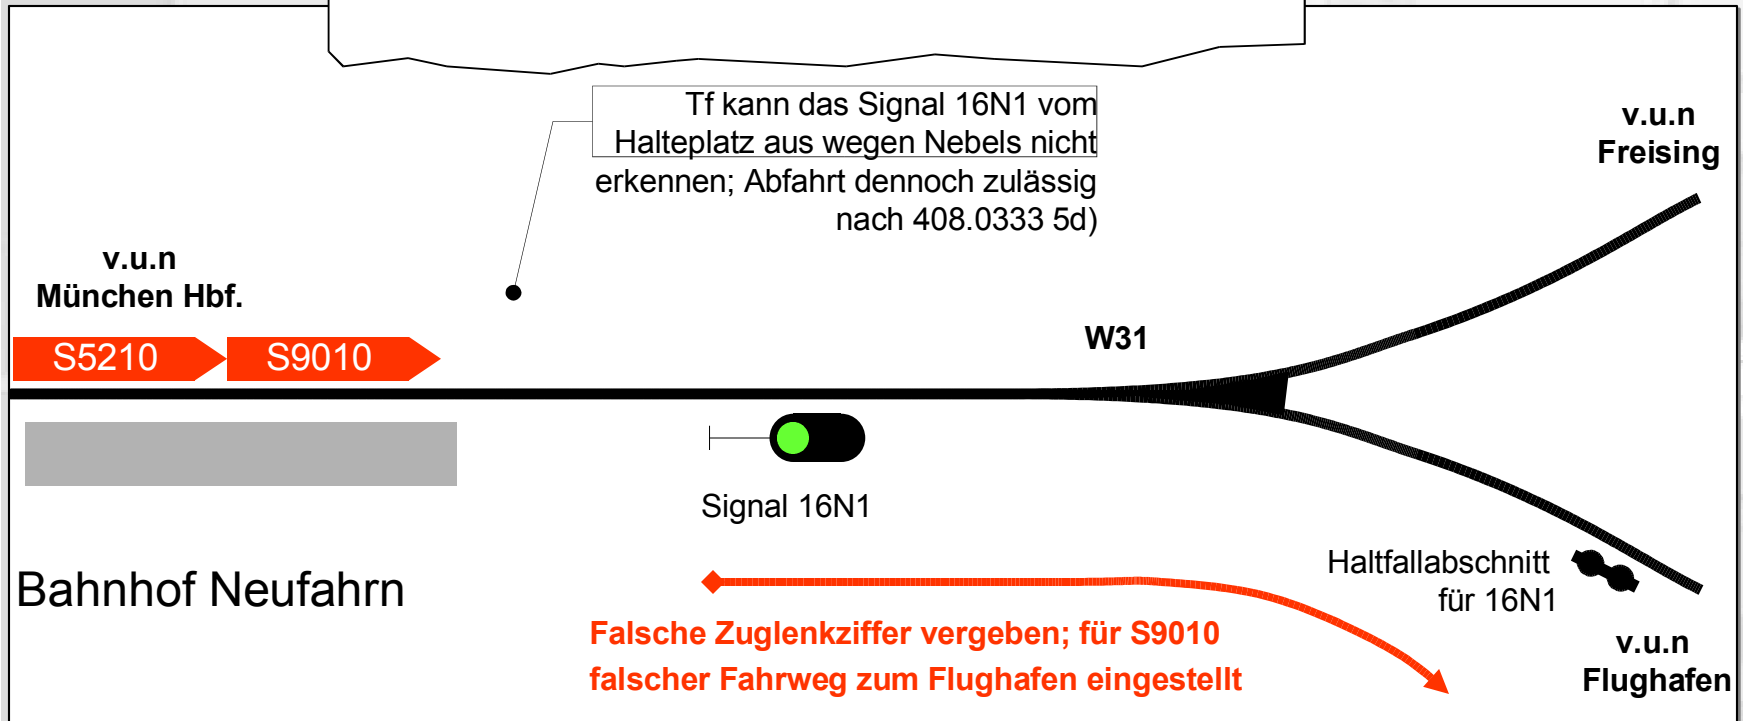 Tf kann das Signal 16N1 vom
Halteplatz aus wegen Nebels nicht
erkennen; Abfahrt dennoch zulässig
nach 408.0333 5d)
v.u.n
Freising
v.u.n
München Hbf.
S5210
S9010
W31
Signal 16N1
Bahnhof Neufahrn
Haltfallabschnitt
für 16N1
Falsche Zuglenkziffer vergeben; für S9010
falscher Fahrweg zum Flughafen eingestellt
v.u.n
Flughafen